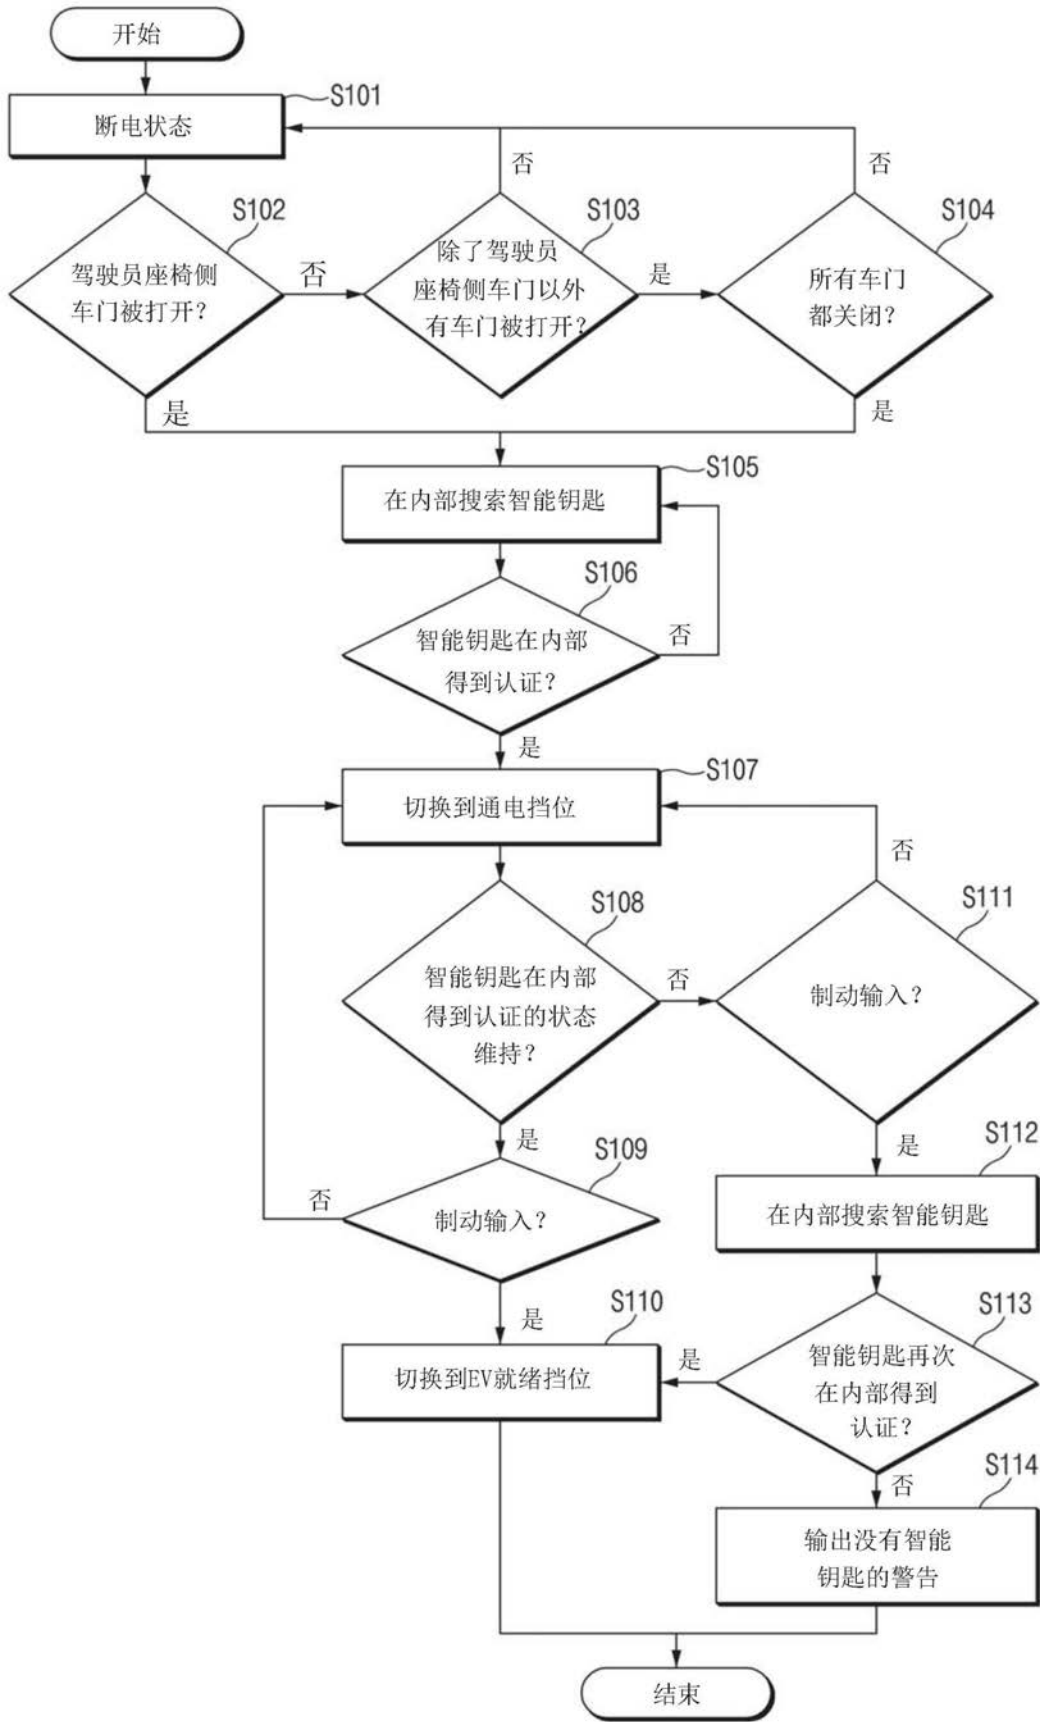 开始
S101
断电状态
否
否
S102
S103
S104
驾驶员座椅侧
车门被打开？
否
除了驾驶员
座椅侧车门以外
有车门被打开？
是
所有车门
都关闭？
是
是
S105
在内部搜索智能钥匙
S106
智能钥匙在内部
得到认证？
否
是
S107
切换到通电挡位
否
S108
S111
智能钥匙在内部
得到认证的状态
维持？
否
制动输入？
是
是
S109
S112
否
制动输入？
在内部搜索智能钥匙
是
S110
S113
切换到EV就绪挡位
是
智能钥匙再次
在内部得到
认证？
否
S114
输出没有智能
钥匙的警告
结束